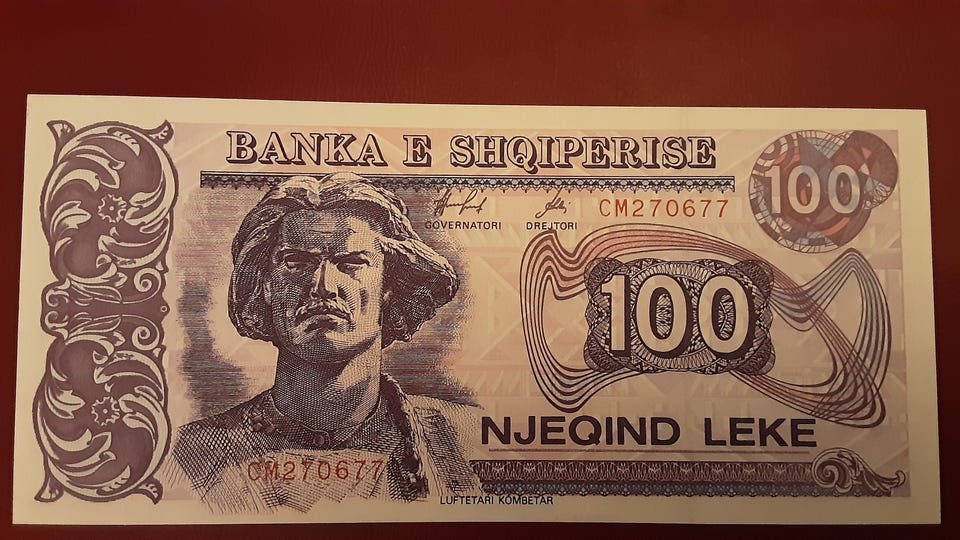 BANKA E SHQIPERISE
100
CM270677
GOVERNATORI DREJTORI
100
NJEQIND LEKE
CM270677
LUFTETARI KOMBETAR